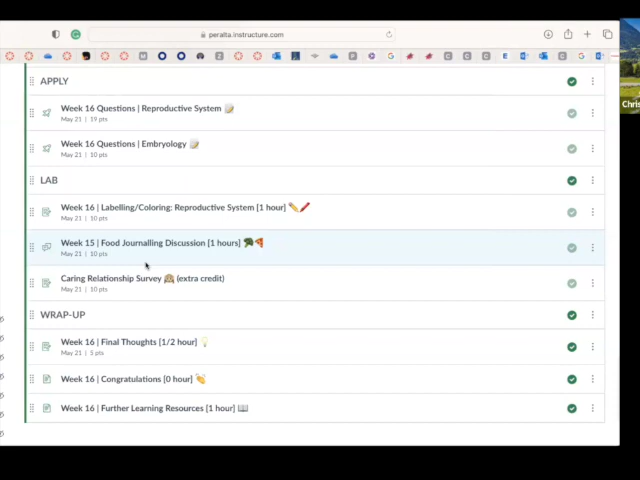 peralta.instructure.com
APPLY
Week 16 Questions | Reproductive System
May 21 | 19 pts
Week 16 Questions | Embryology
May 21 | 10 pts
LAB
Week 16 | Labelling/Coloring: Reproductive System [1 hour]
May 21 | 10 pts
Week 15 | Food Journalling Discussion [1 hours]
May 21 | 10 pts
Caring Relationship Survey (extra credit)
May 21 | 10 pts
WRAP-UP
Week 16 | Final Thoughts [1/2 hour]
May 21 | 5 pts
Week 16 | Congratulations [0 hour]
Week 16 | Further Learning Resources [1 hour]
Chris